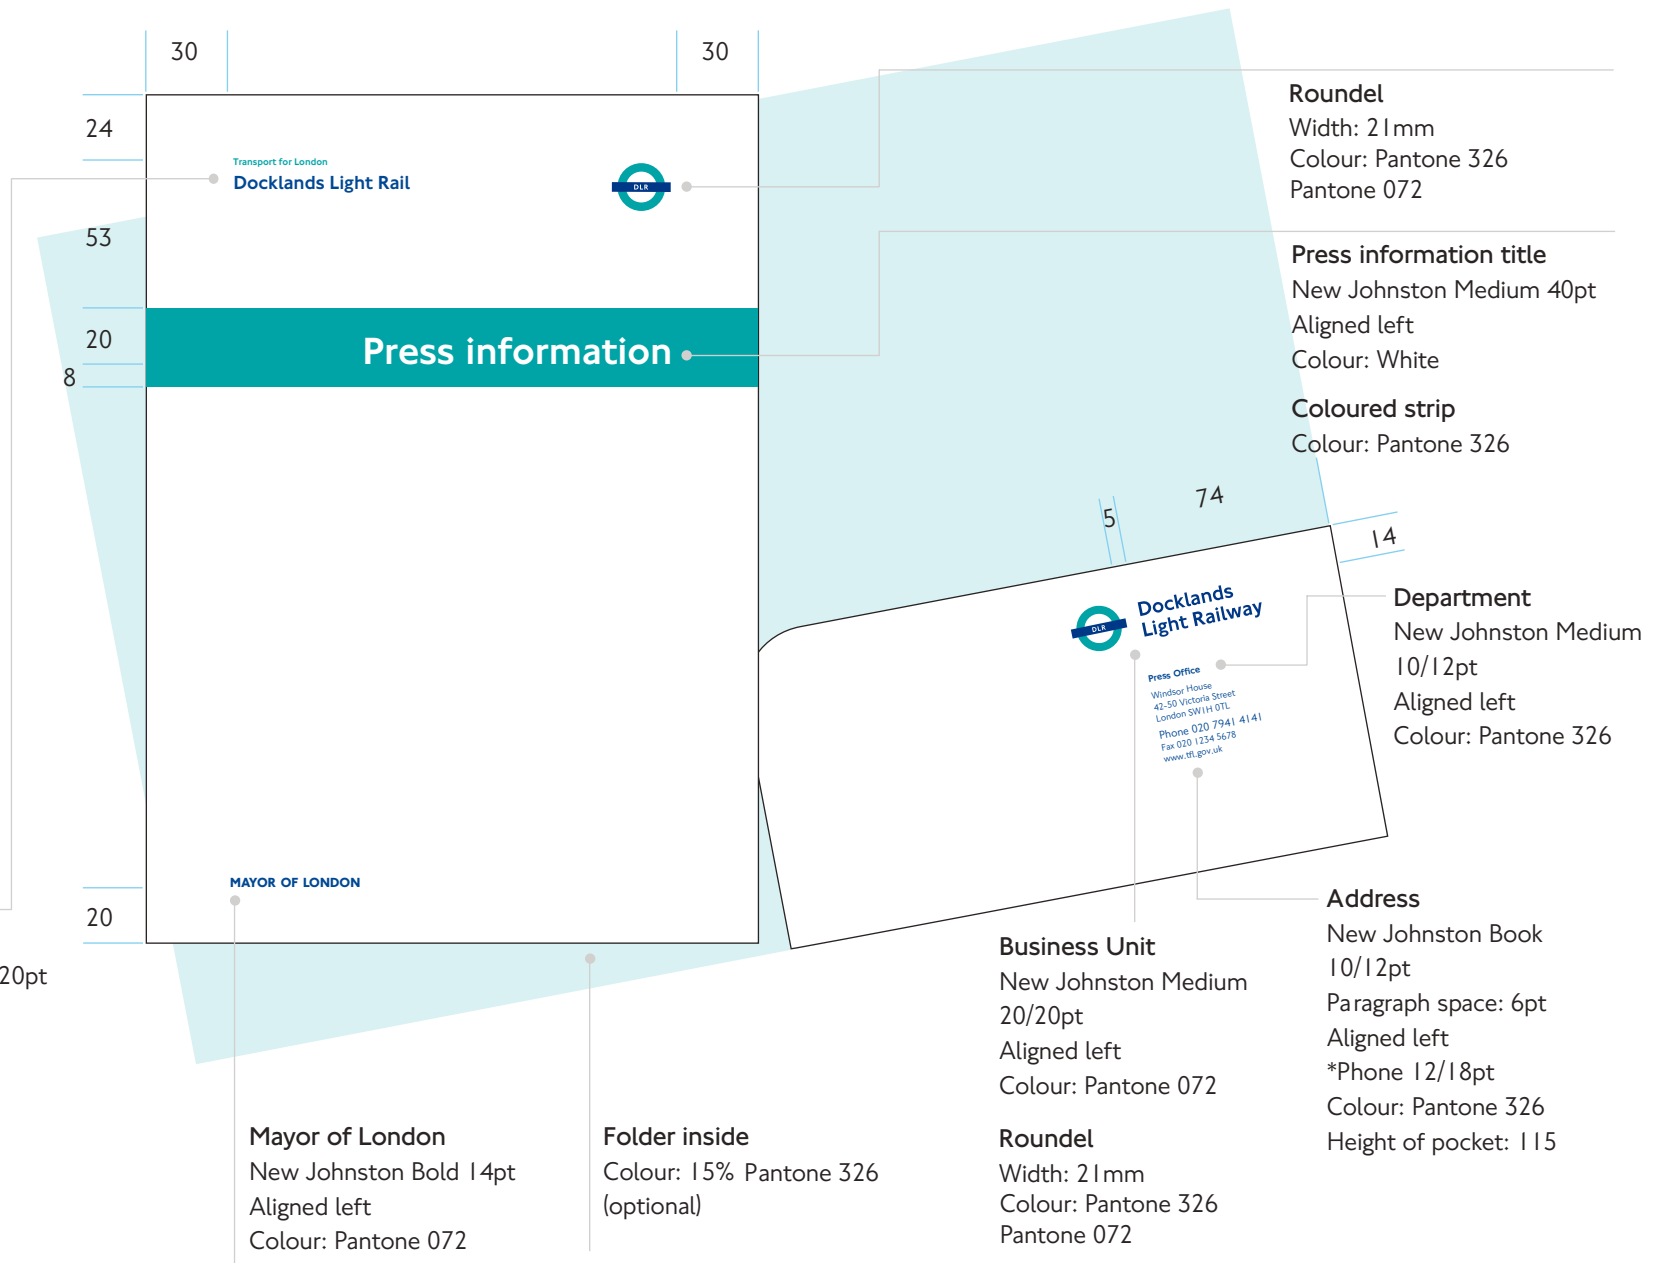 30
30
24
53
20
8
20
20pt
Transport for London
Docklands Light Rail
DLR
Press information
MAYOR OF LONDON
Roundel
Width: 21mm
Colour: Pantone 326
Pantone 072
Press information title
New Johnston Medium 40pt
Aligned left
Colour: White
Coloured strip
Colour: Pantone 326
5
74
14
DLR
Docklands
Light Railway
Press Office
Windsor House
42-50 Victoria Street
London SW1H 0TL
Phone 020 7941 4141
Fax 020 1234 5678
www.tfl.gov.uk
Department
New Johnston Medium
10/12pt
Aligned left
Colour: Pantone 326
Address
New Johnston Book
10/12pt
Paragraph space: 6pt
Aligned left
*Phone 12/18pt
Colour: Pantone 326
Height of pocket: 115
Business Unit
New Johnston Medium
20/20pt
Aligned left
Colour: Pantone 072
Roundel
Width: 21mm
Colour: Pantone 326
Pantone 072
Mayor of London
New Johnston Bold 14pt
Aligned left
Colour: Pantone 072
Folder inside
Colour: 15% Pantone 326
(optional)